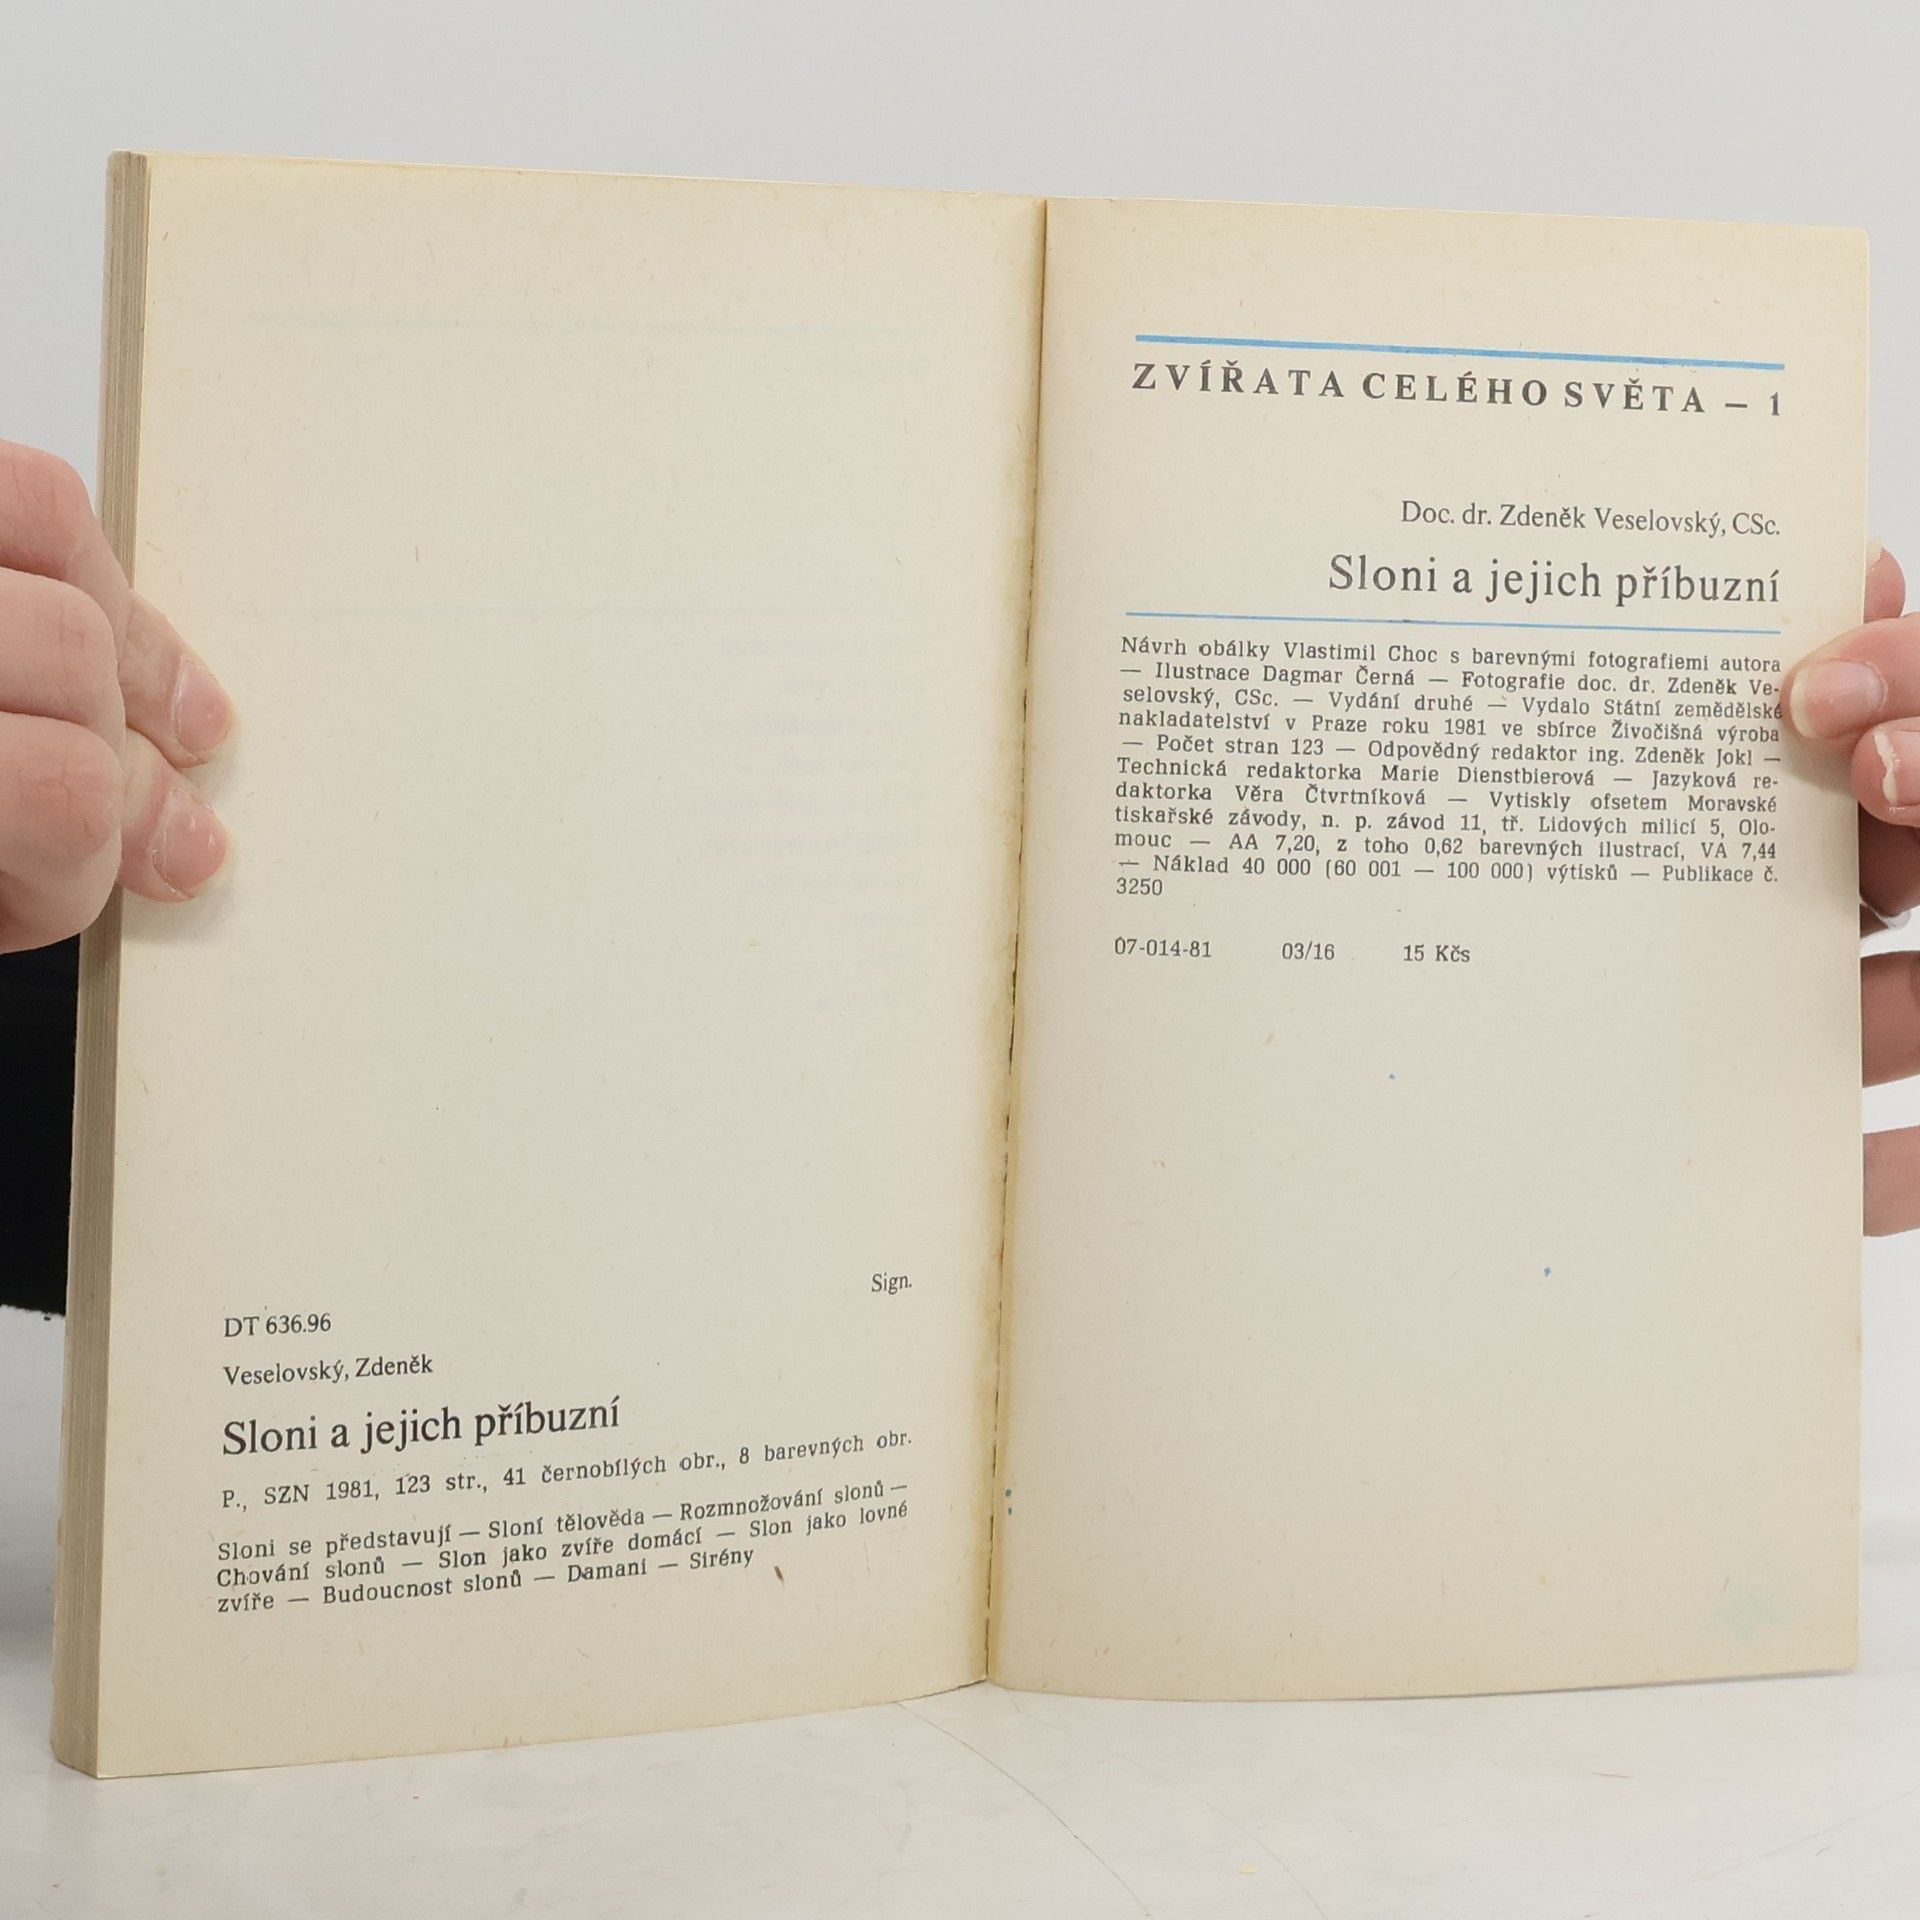 Sign.
DT 636.96
Veselovský, Zdeněk
Sloni a jejich příbuzní
P., SZN 1981, 123 str., 41 černobílých obr., 8 barevných obr.
Sloni se představují — Sloní tělověda — Rozmnožování slonů —
Chování slonů — Slon jako zvíře domácí — Slon jako lovné
zvíře — Budoucnost slonů — Damani — Sirény
ZVÍŘATA CELÉHO SVĚTA – 1
Doc. dr. Zdeněk Veselovský, CSc.
Sloni a jejich příbuzní
Návrh obálky Vlastimil Choc s barevnými fotografiemi autora
— Ilustrace Dagmar Černá — Fotografie doc. dr. Zdeněk Ve-
selovský, CSc. — Vydání druhé — Vydalo Státní zemědělské
nakladatelství v Praze roku 1981 ve sbírce Živočišná výroba
— Počet stran 123 — Odpovědný redaktor ing. Zdeněk Jokl —
Technická redaktorka Marie Dienstbierová — Jazyková re-
daktorka Věra Čtvrtníková — Vytiskly ofsetem Moravské
tiskařské závody, n. p. závod 11, tř. Lidových milicí 5, Olo-
mouc — AA 7,20, z toho 0,62 barevných ilustrací, VA 7,44
— Náklad 40 000 (60 001 — 100 000) výtisků — Publikace č.
3250
07-014-81 03/16 15 Kčs